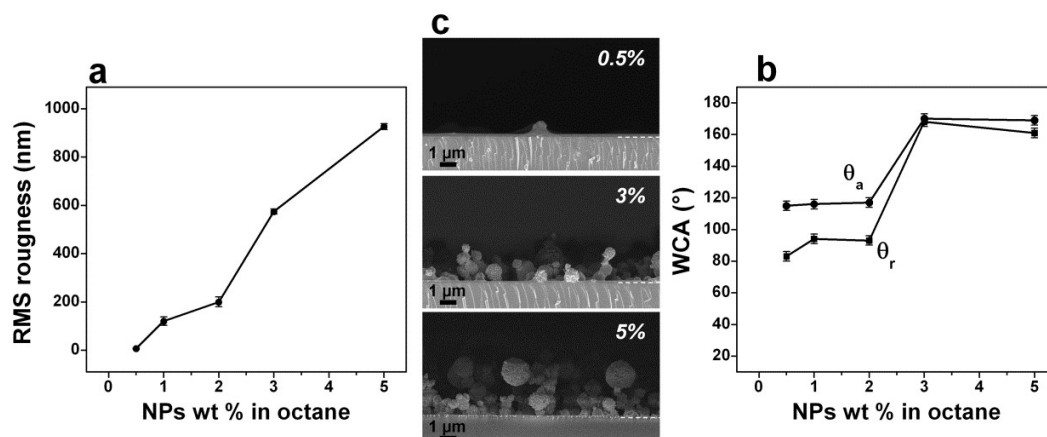 a
RMS rougness (nm)
1000
800
600
400
200
0
0 1 2 3 4 5
NPs wt % in octane
c
0.5%
1 µm
3%
1 µm
5%
1 µm
b
WCA (°)
180
160
140
120
100
80
60
40
20
θa
θr
0 1 2 3 4 5
NPs wt % in octane